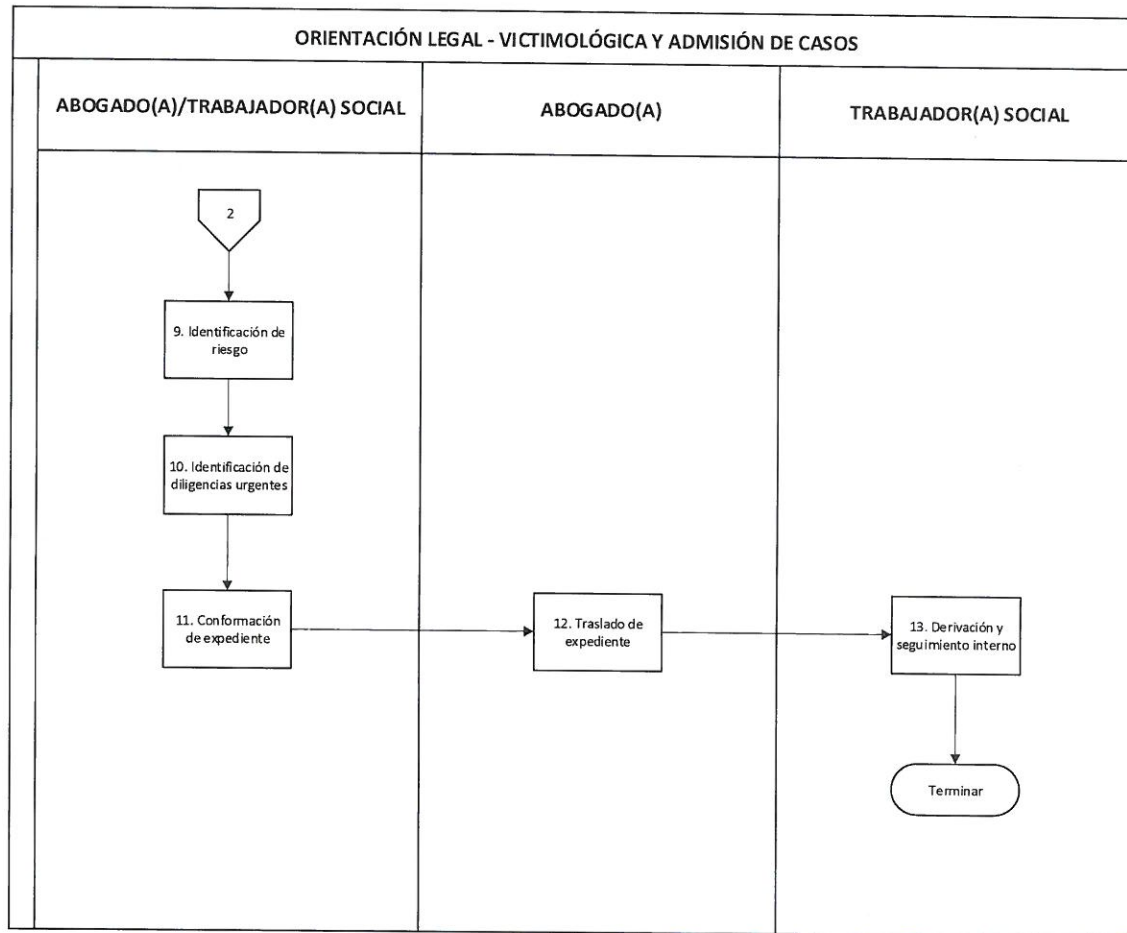 ORIENTACIÓN LEGAL - VICTIMOLÓGICA Y ADMISIÓN DE CASOS
ABOGADO(A)/TRABAJADOR(A) SOCIAL
ABOGADO(A)
TRABAJADOR(A) SOCIAL
2
9. Identificación de
riesgo
10. Identificación de
diligencias urgentes
11. Conformación
de expediente
12. Traslado de
expediente
13. Derivación y
seguimiento interno
Terminar